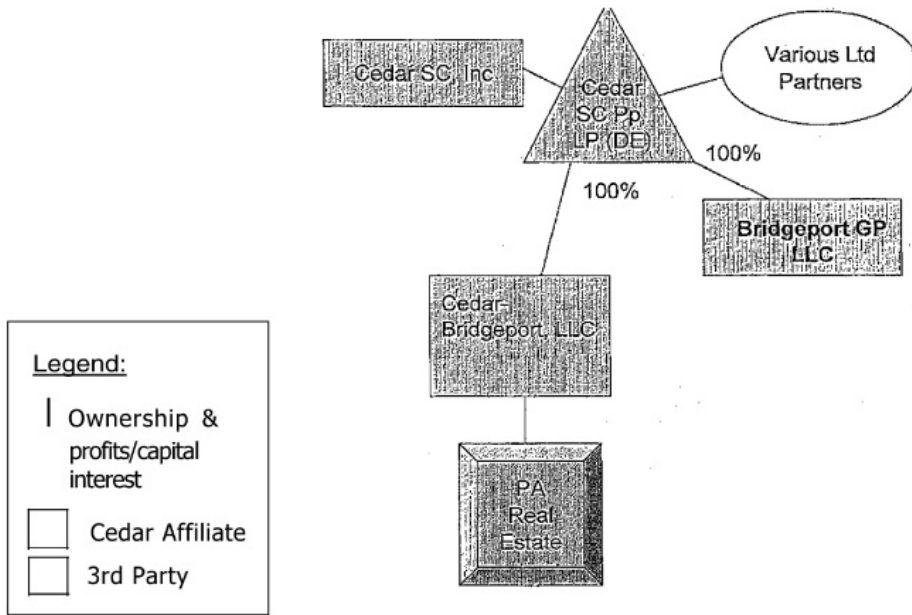 Cedar SC, Inc.
Cedar
SC Pp
LP (DE)
Various Ltd
Partners
100%
100%
Bridgeport GP
LLC
Cedar-
Bridgeport, LLC
PA
Real
Estate
Legend:
Ownership &
profits/capital
interest
Cedar Affiliate
3rd Party